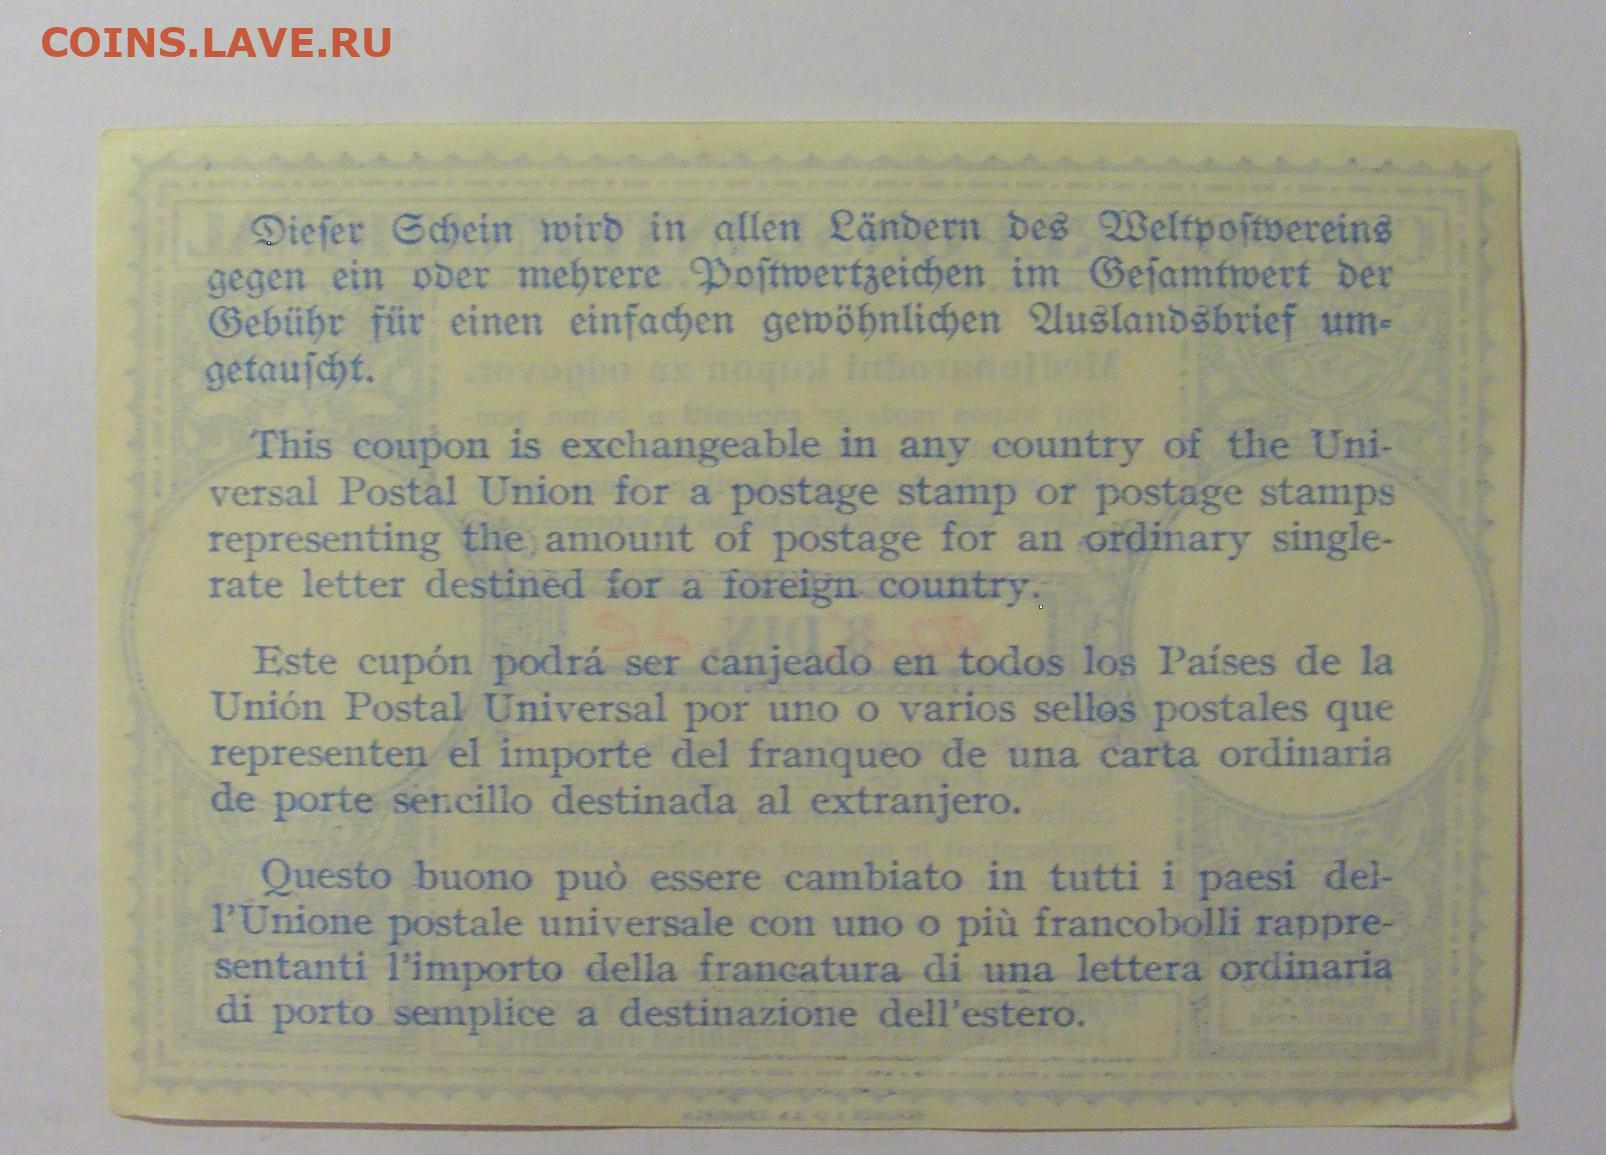 COINS.LAVE.RU
Dieser Schein wird in allen Ländern des Weltpostvereins
gegen ein oder mehrere Postwertzeichen im Gesamtwert der
Gebühr für einen einfachen gewöhnlichen Auslandsbrief um-
getauscht.
This coupon is exchangeable in any country of the Uni-
versal Postal Union for a postage stamp or postage stamps
representing the amount of postage for an ordinary single-
rate letter destined for a foreign country.
Este cupón podrá ser canjeado en todos los Países de la
Unión Postal Universal por uno o varios sellos postales que
representen el importe del franqueo de una carta ordinaria
de porte sencillo destinada al extranjero.
Questo buono può essere cambiato in tutti i paesi del-
l'Unione postale universale con uno o più francobolli rappre-
sentanti l'importo della francatura di una lettera ordinaria
di porto semplice a destinazione dell'estero.